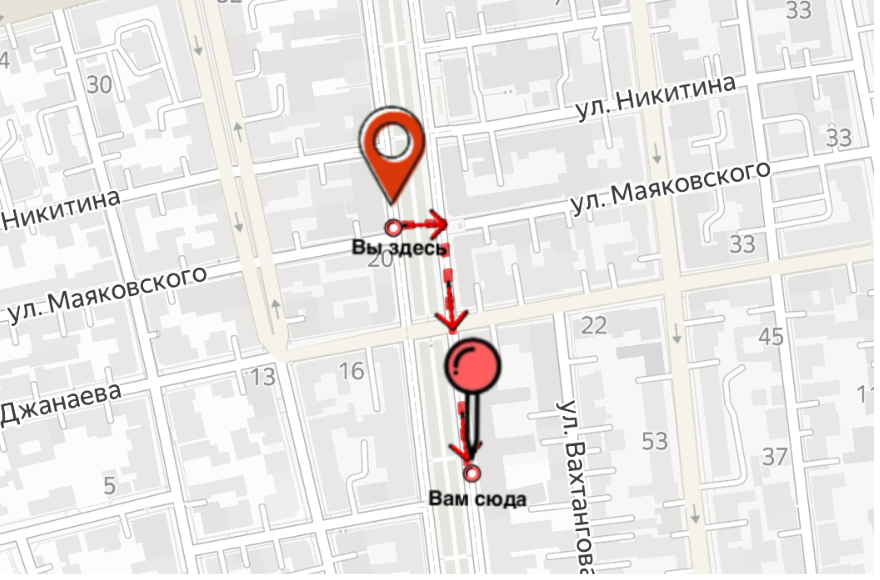 33
30
ул. Никитина
33
Никитина
ул. Маяковского
Вы здесь
20
33
ул. Маяковского
22
45
16
13
Джанаева
ул. Вахтангова
53
37
5
Вам сюда